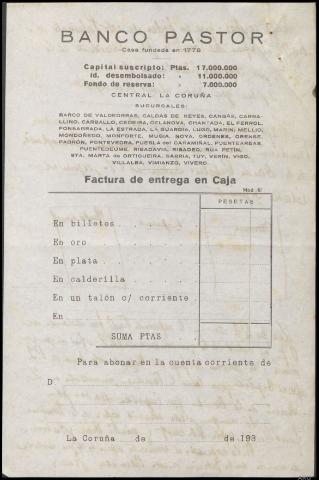 BANCO PASTOR
Casa fundada en 1776
Capital suscripto: Ptas. 17.000.000
Id. desembolsado: » 11.000.000
Fondo de reserva: » 7.000.000
CENTRAL LA CORUÑA
SUCURSALES:
BARCO DE VALDEORRAS, CALDAS DE REYES, CANGAS, CARBA-
LLINO, CARBALLO, CEDEIRA, CELANOVA, CHANTADA, EL FERROL,
FONSAGRADA, LA ESTRADA, LA GUARDIA, LUGO, MARIN, MELLID,
MONDOÑEDO, MONFORTE, MUGIA, NOYA, ORDENES, ORENSE,
PADRÓN, PONTEVEDRA, PUEBLA del CARAMIÑAL, PUENTEAREAS,
PUENTEDEUME, RIBADAVIA, RIBADEO, RUA PETIN,
STA. MARTA de ORTIGUEIRA, SARRIA, TUY, VERIN, VIGO,
VILLALBA, VIMIANZO, VIVERO
Factura de entrega en Caja
PESETAS
En billetes
En oro
En plata
En calderilla
En un talón c/ corriente
En
SUMA PTAS
Para abonar en la cuenta corriente de
D
La Coruña de de 193